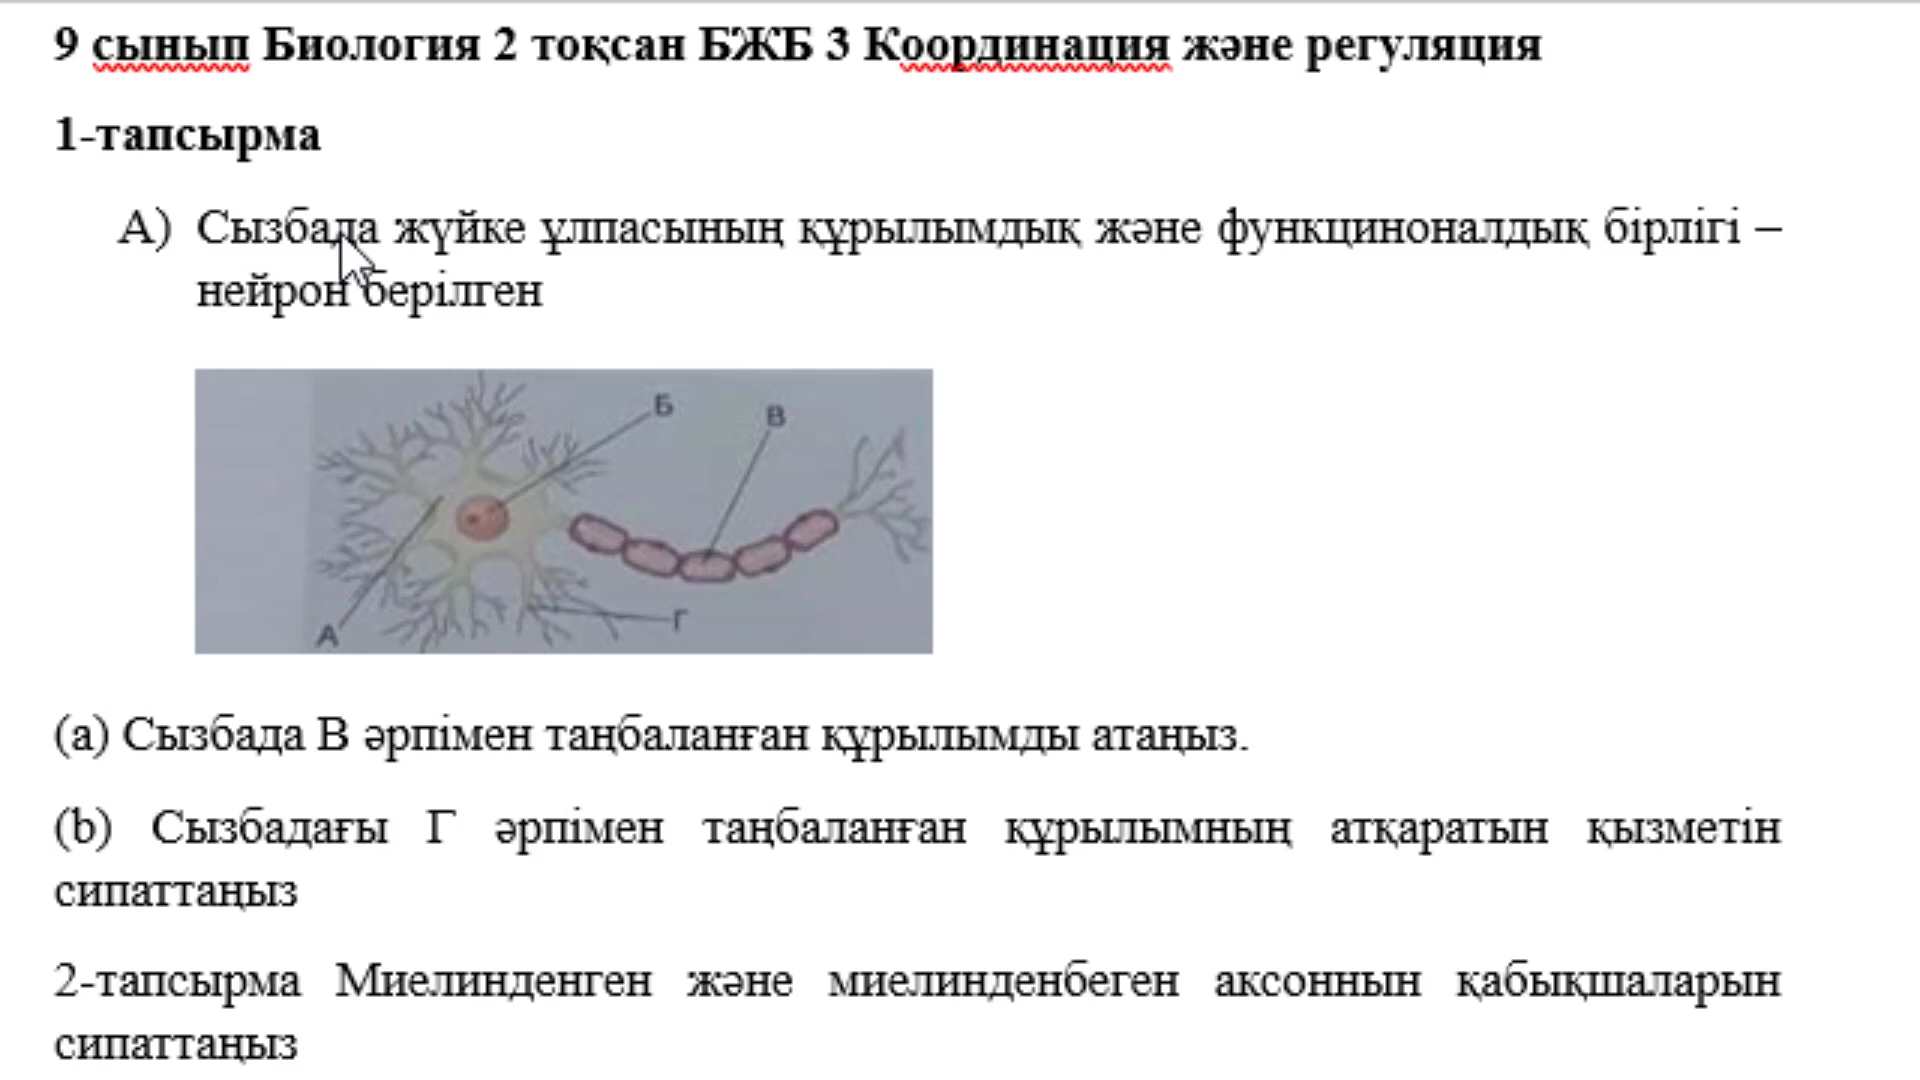 9 сынып Биология 2 тоқсан БЖБ 3 Координация және регуляция
1-тапсырма
А) Сызбада жүйке ұлпасының құрылымдық және функциноналдық бірлігі –
нейрон берілген
Б
В
Г
А
(а) Сызбада В әрпімен таңбаланған құрылымды атаңыз.
(b) Сызбадағы Г әрпімен таңбаланған құрылымның атқаратын қызметін
сипаттаңыз
2-тапсырма Миелинденген және миелинденбеген аксоннын қабықшаларын
сипаттаңыз